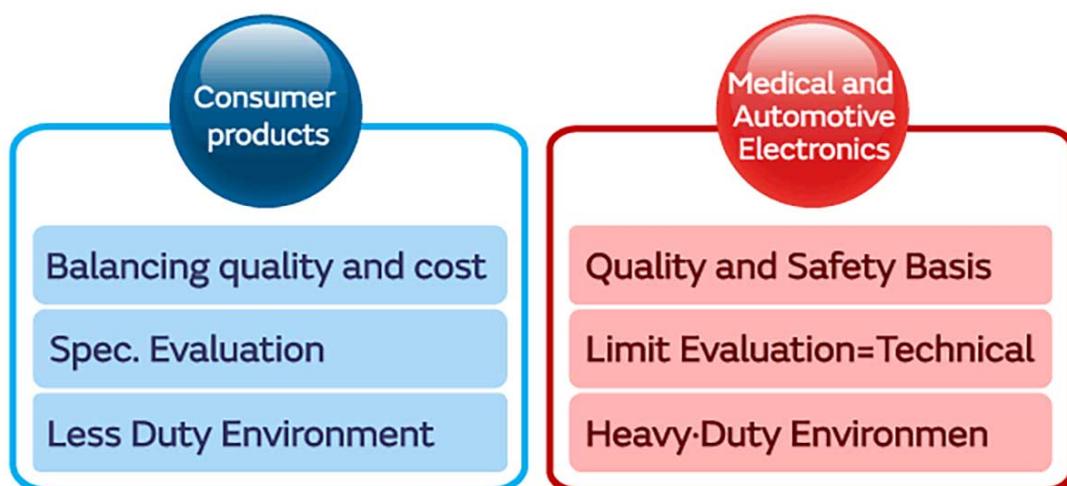 Consumer
products
Balancing quality and cost
Spec. Evaluation
Less Duty Environment
Medical and
Automotive
Electronics
Quality and Safety Basis
Limit Evaluation=Technical
Heavy·Duty Environmen